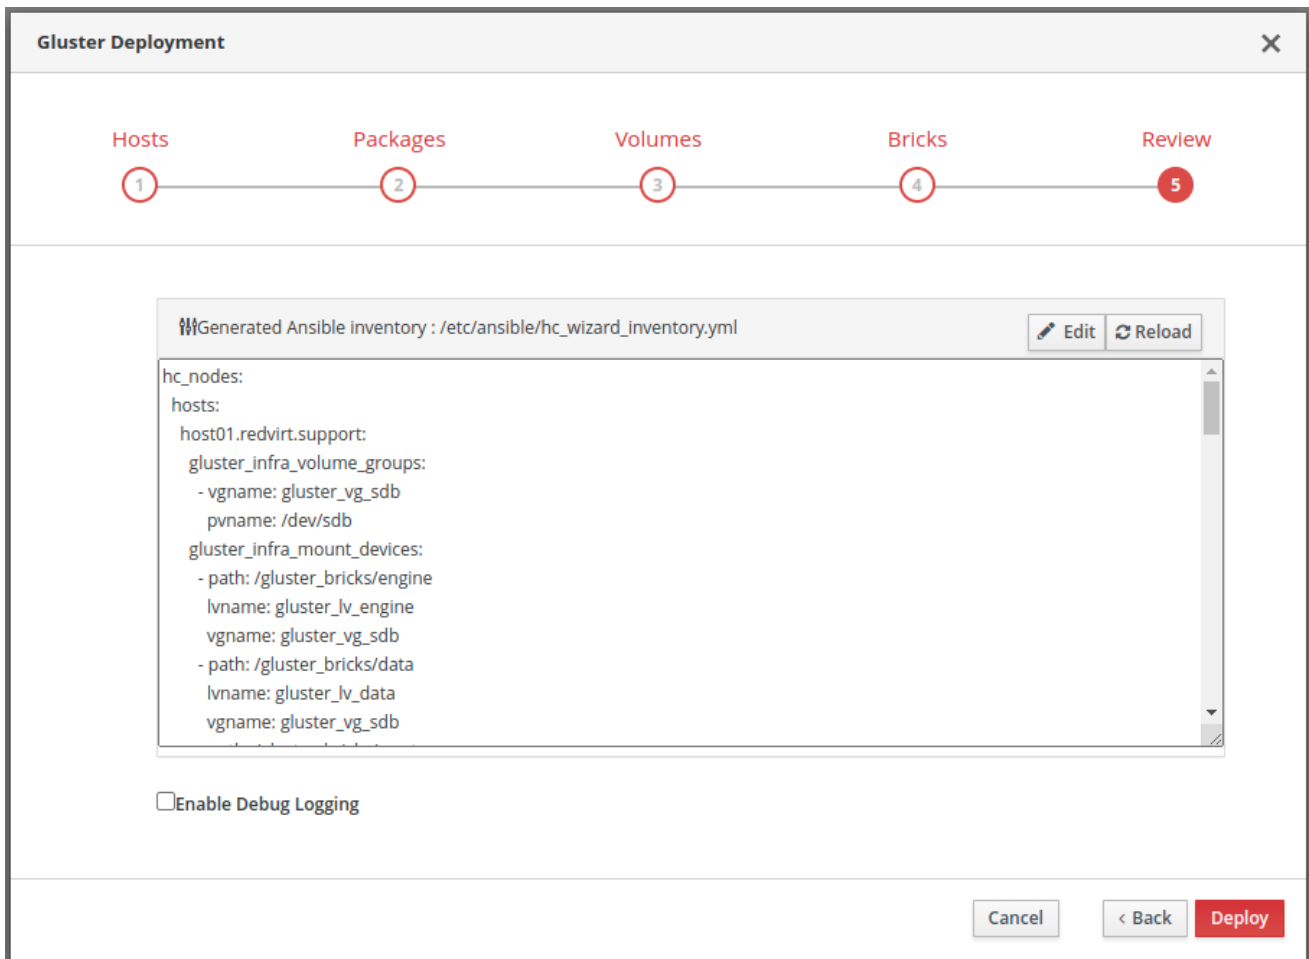 Gluster Deployment
Hosts Packages Volumes Bricks Review
1 2 3 4 5
Generated Ansible inventory : /etc/ansible/hc_wizard_inventory.yml
Edit Reload
hc_nodes:
hosts:
host01.redvirt.support:
gluster_infra_volume_groups:
- vgname: gluster_vg_sdb
pvname: /dev/sdb
gluster_infra_mount_devices:
- path: /gluster_bricks/engine
lvname: gluster_lv_engine
vgname: gluster_vg_sdb
- path: /gluster_bricks/data
lvname: gluster_lv_data
vgname: gluster_vg_sdb
Enable Debug Logging
Cancel < Back Deploy